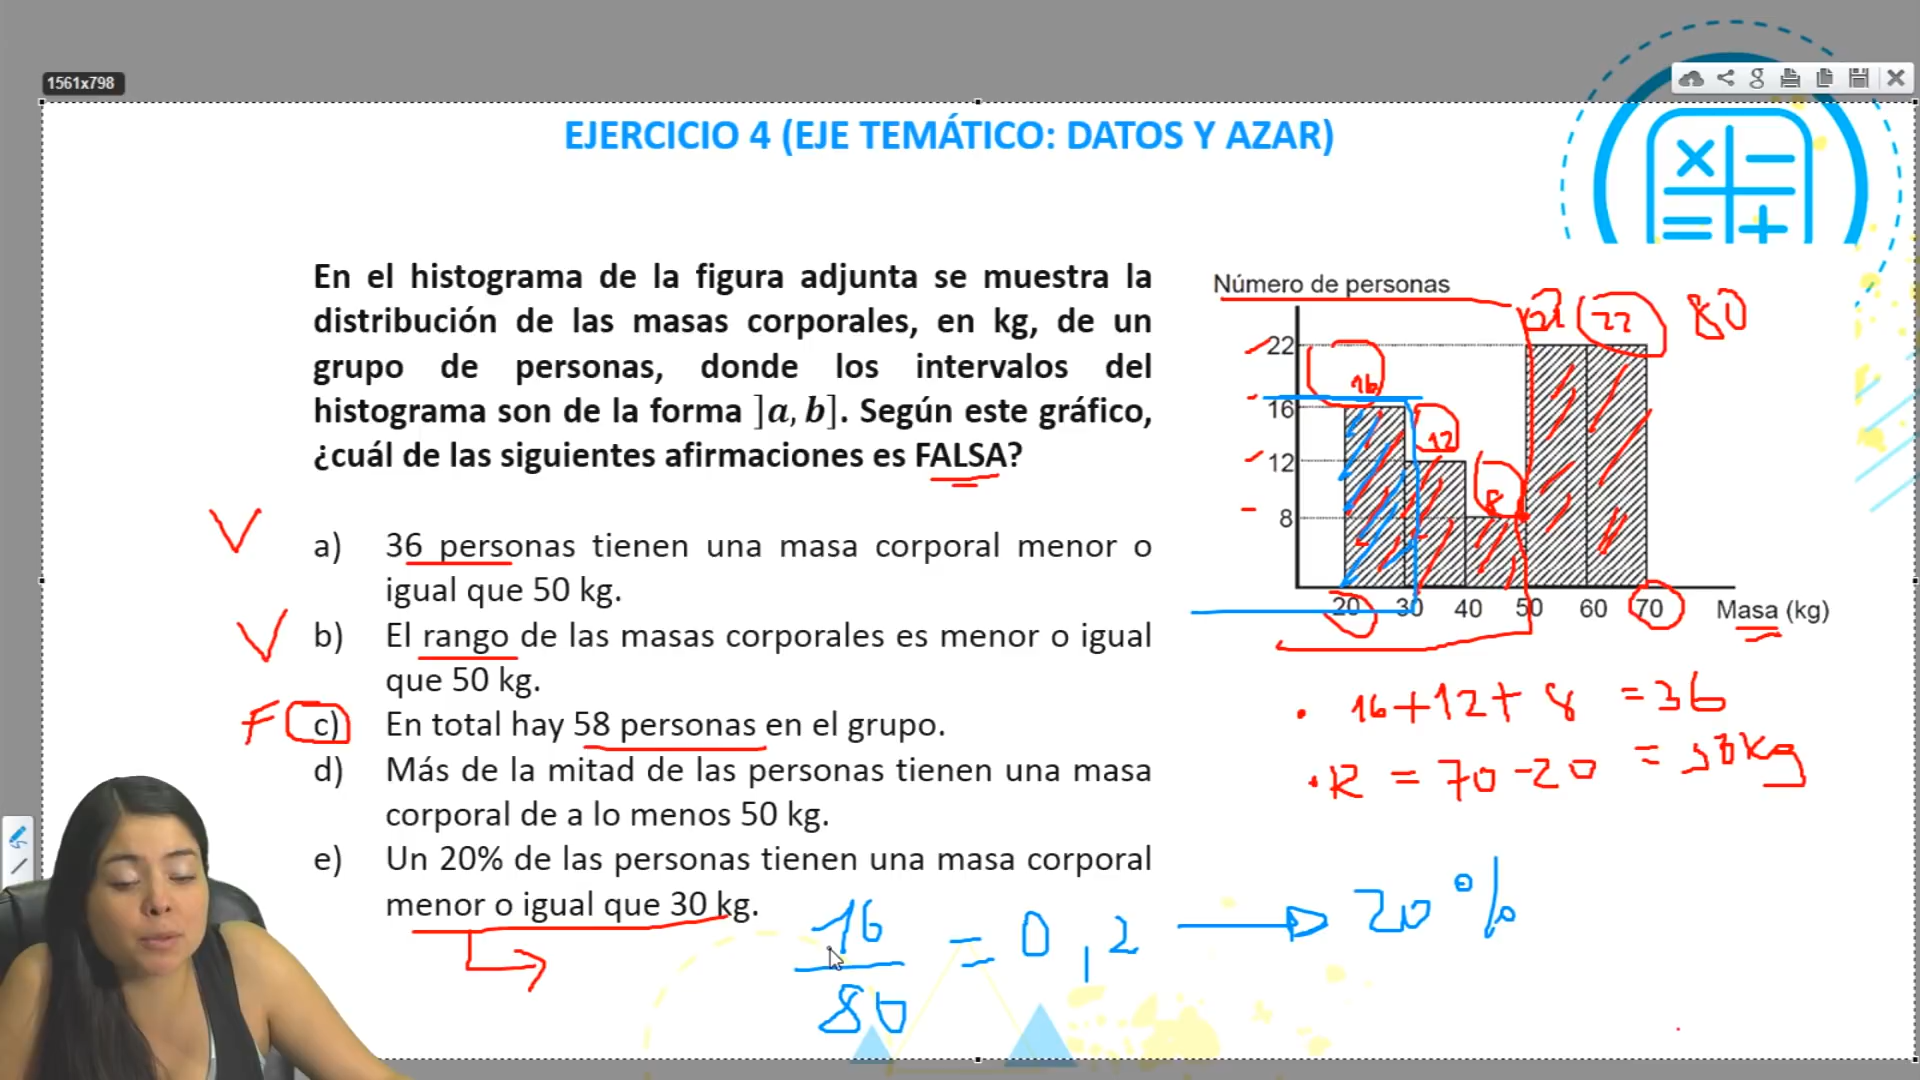 1561x798
EJERCICIO 4 (EJE TEMÁTICO: DATOS Y AZAR)
En el histograma de la figura adjunta se muestra la
distribución de las masas corporales, en kg, de un
grupo de personas, donde los intervalos del
histograma son de la forma ]a, b]. Según este gráfico,
¿cuál de las siguientes afirmaciones es FALSA?
V a) 36 personas tienen una masa corporal menor o
igual que 50 kg.
V b) El rango de las masas corporales es menor o igual
que 50 kg.
F c) En total hay 58 personas en el grupo.
d) Más de la mitad de las personas tienen una masa
corporal de a lo menos 50 kg.
e) Un 20% de las personas tienen una masa corporal
menor o igual que 30 kg.
16
80
= 0,2
20%
Número de personas
22 80
22
16
16
12
12
8
8
20 30 40 50 60 70 Masa (kg)
• 16+12+8 = 36
• R = 70-20 = 50kg